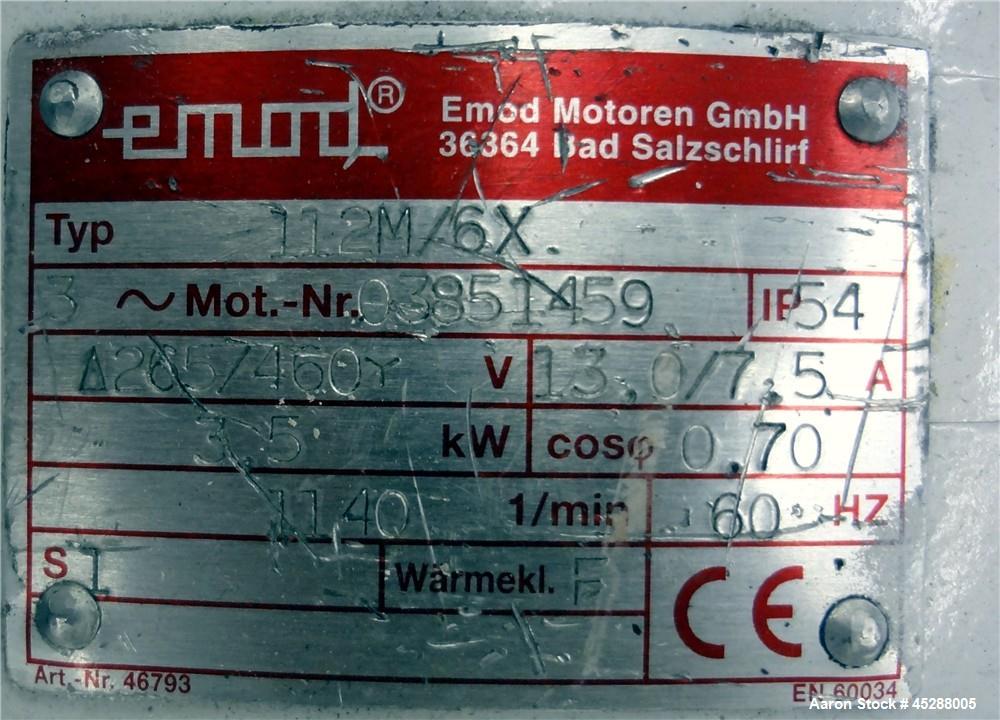 emod®
Emod Motoren GmbH
36364 Bad Salzschlirf
Typ 112M/6X.
3 ~ Mot.-Nr. 03851459 IP54
Δ265/460Y V 13.0/7.5 A
3.5 kW cosφ 0.70
1140 1/min 60 HZ
S1 Wärmekl. F
CE
Art.-Nr. 46793
EN 60034
Aaron Stock # 45288005